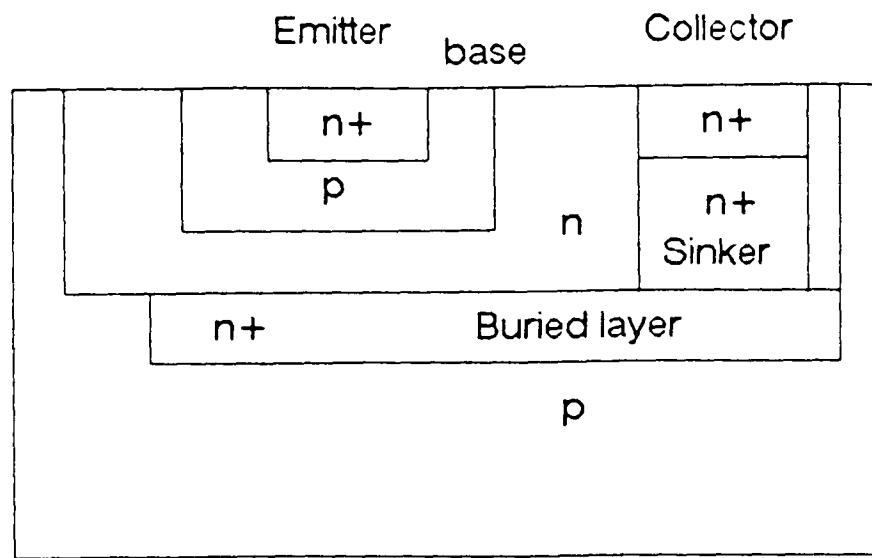 Emitter
base
Collector
n+
n+
p
n+
Sinker
n
n+
Buried layer
p